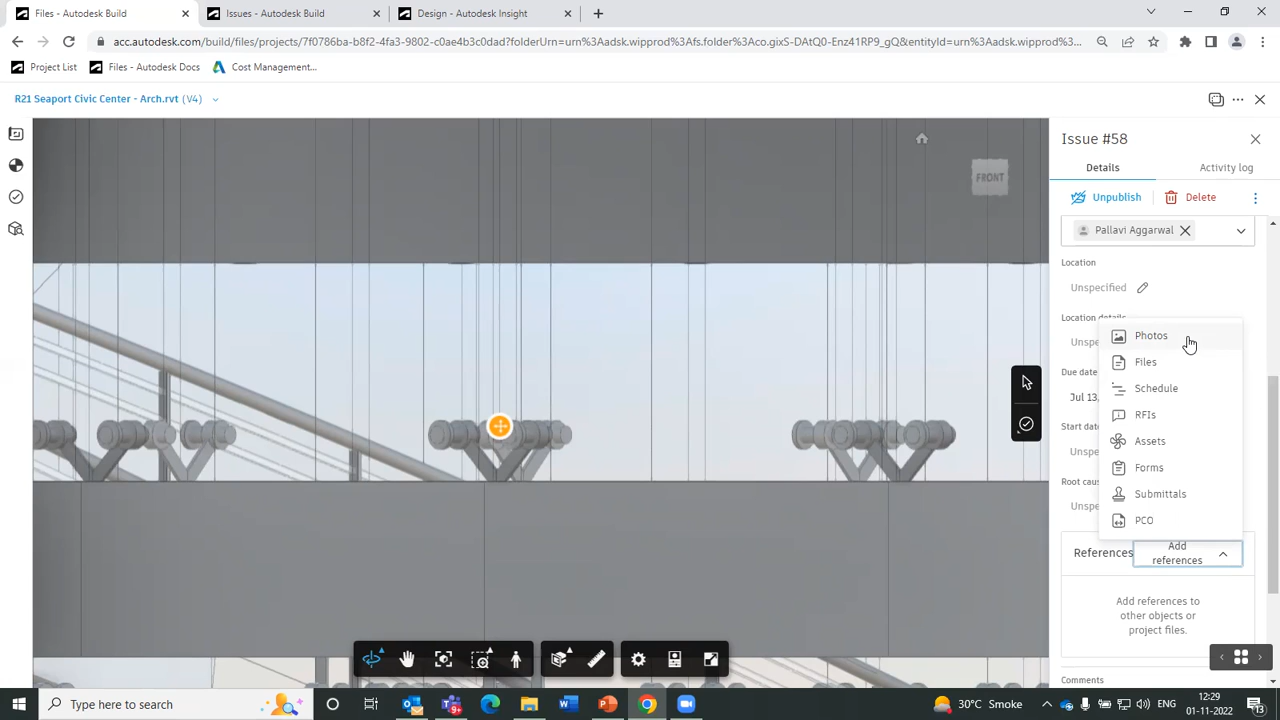 Files - Autodesk Build
Issues - Autodesk Build
Design - Autodesk Insight
acc.autodesk.com/build/files/projects/7f0786ba-b8f2-4fa3-9802-c0ae4b3c0dad?folderUrn=urn%3Aadsk.wipprod%3Afs.folder%3Aco.gixS-DAtQ0-Enz41RP9_gQ&entityId=urn%3Aadsk.wipprod%3...
Project List
Files - Autodesk Docs
Cost Management...
R21 Seaport Civic Center - Arch.rvt (V4)
FRONT
Issue #58
Details
Activity log
Unpublish
Delete
Pallavi Aggarwal
Location
Unspecified
Location details
Unspe
Due date
Jul 13,
Start date
Unspe
Root caus
Unspe
Photos
Files
Schedule
RFIs
Assets
Forms
Submittals
PCO
References
Add
references
Add references to
other objects or
project files.
Comments
Type here to search
30°C Smoke
12:29
01-11-2022
13